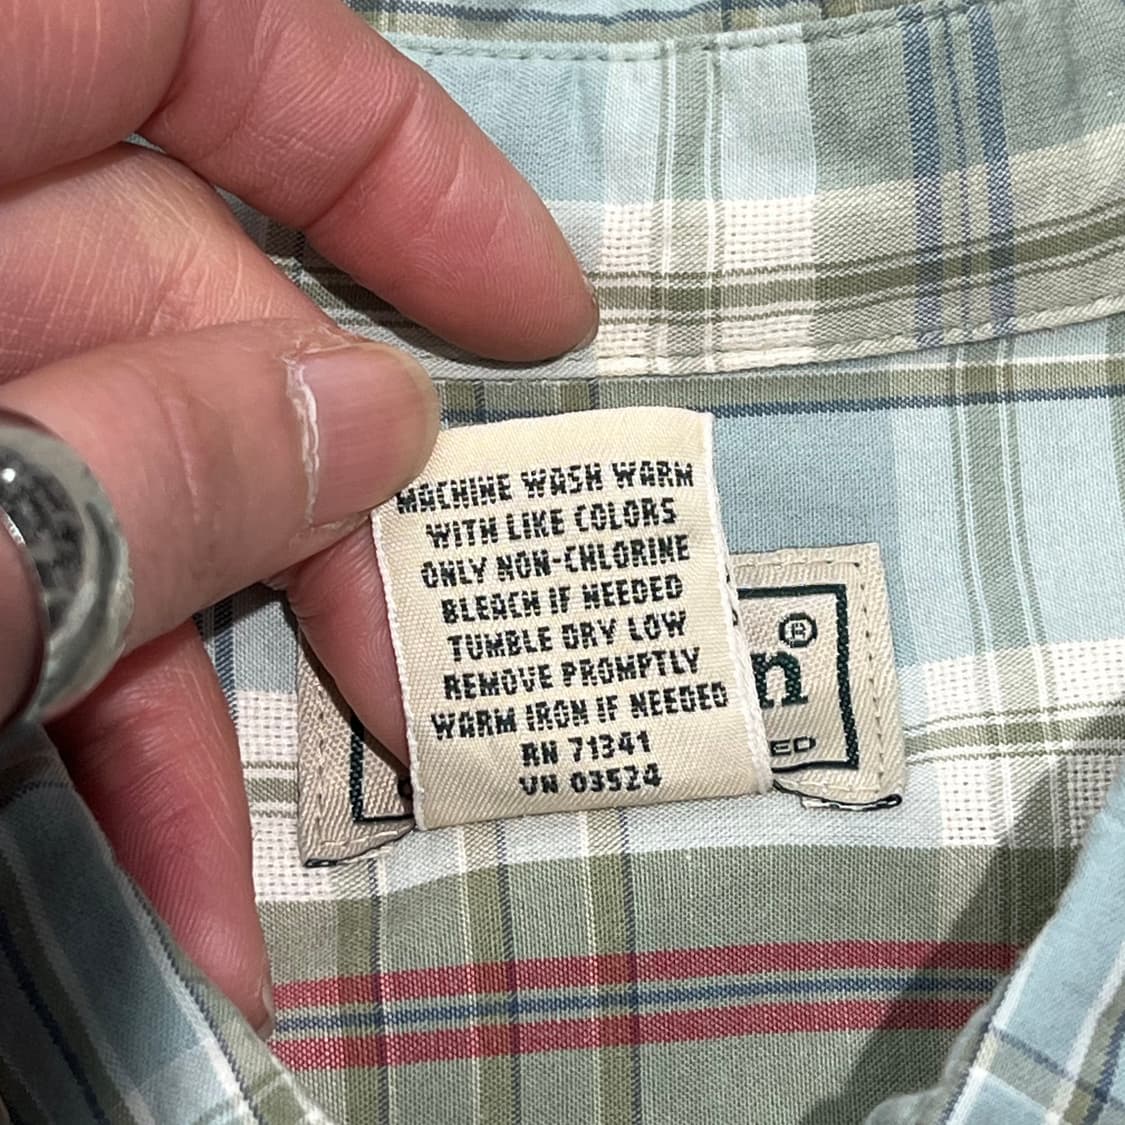 MACHINE WASH WARM
WITH LIKE COLORS
ONLY NON-CHLORINE
BLEACH IF NEEDED
TUMBLE DRY LOW
REMOVE PROMPTLY
WARM IRON IF NEEDED
RN 71341
VN 03524
n®
ED